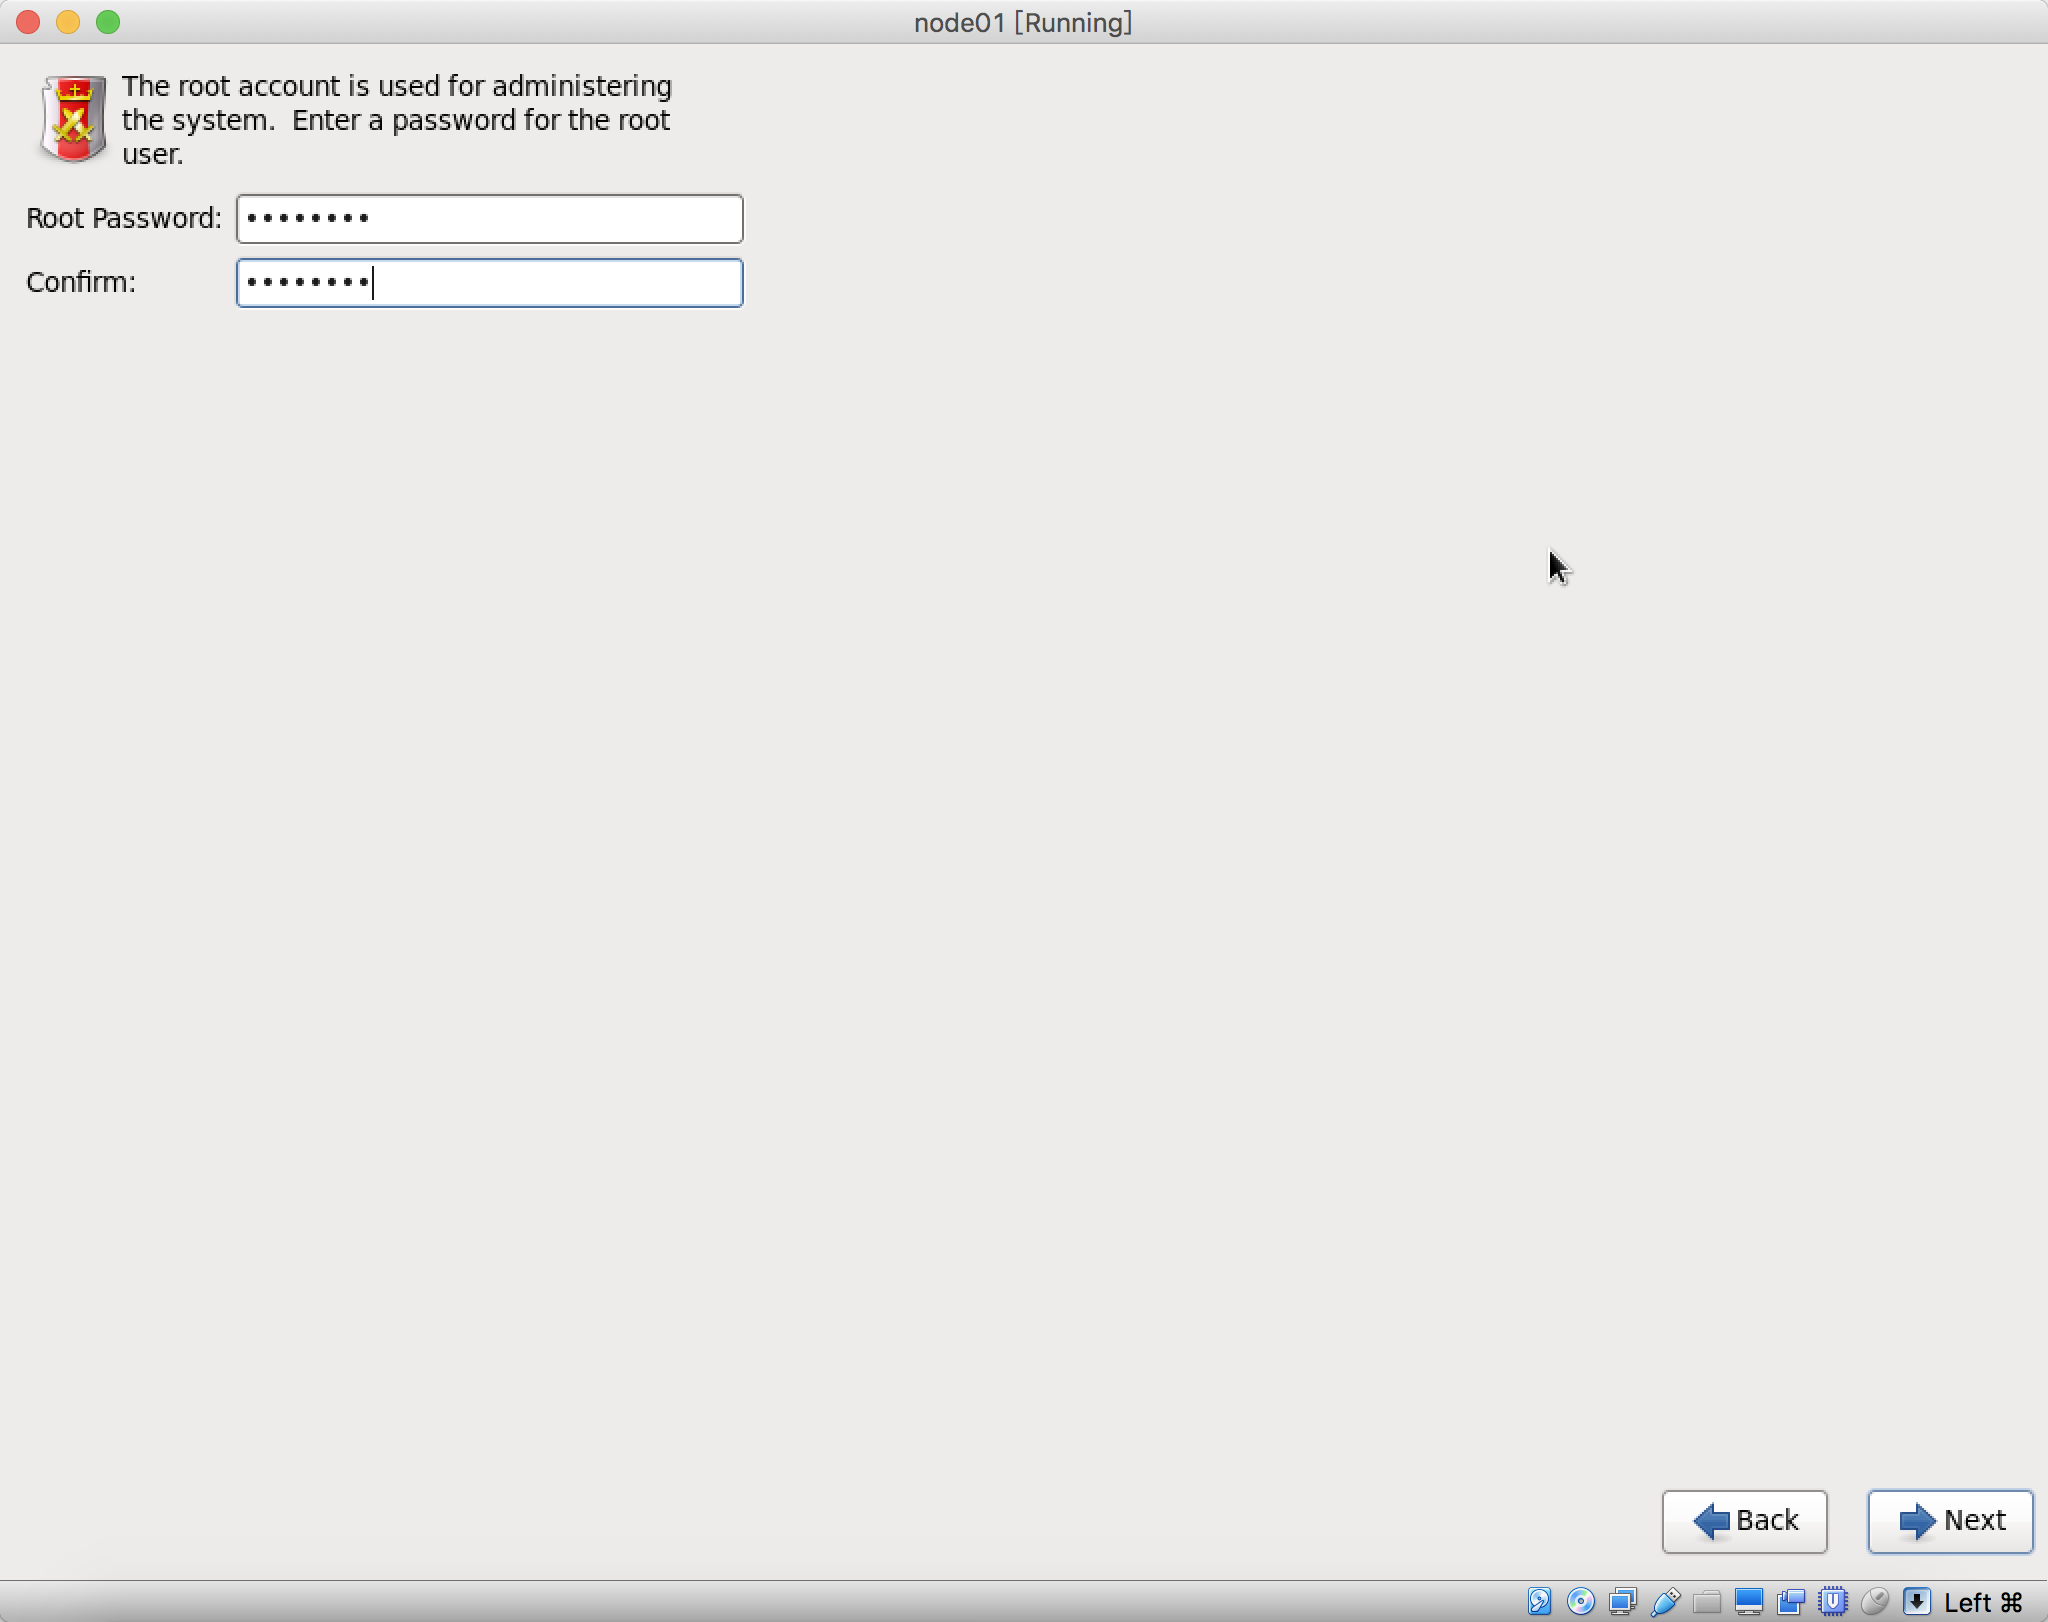 node01 [Running]
The root account is used for administering
the system.  Enter a password for the root
user.
Root Password: ••••••••
Confirm: ••••••••
Back
Next
Left ⌘